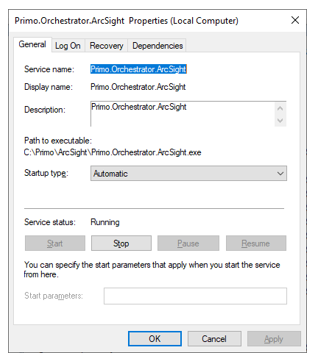 Primo.Orchestrator.ArcSight Properties (Local Computer)
General Log On Recovery Dependencies
Service name: Primo.Orchestrator.ArcSight
Display name: Primo.Orchestrator.ArcSight
Description: Primo.Orchestrator.ArcSight
Path to executable:
C:\Primo\ArcSight\Primo.Orchestrator.ArcSight.exe
Startup type: Automatic
Service status: Running
Start Stop Pause Resume
You can specify the start parameters that apply when you start the service
from here.
Start parameters:
OK Cancel Apply